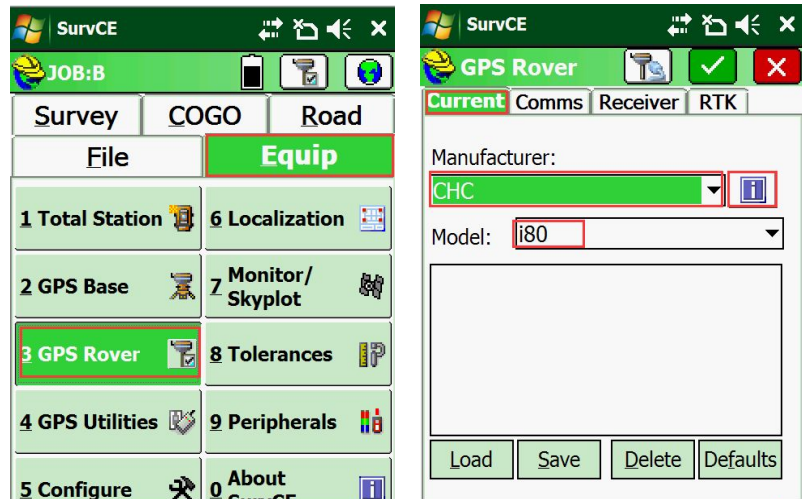 SurvCE
JOB:B
Survey COGO Road
File Equip
1 Total Station 6 Localization
2 GPS Base 7 Monitor/
Skyplot
3 GPS Rover 8 Tolerances
4 GPS Utilities 9 Peripherals
5 Configure 0 About
SurvCE
SurvCE
GPS Rover
Current Comms Receiver RTK
Manufacturer:
CHC
Model: i80
Load Save Delete Defaults